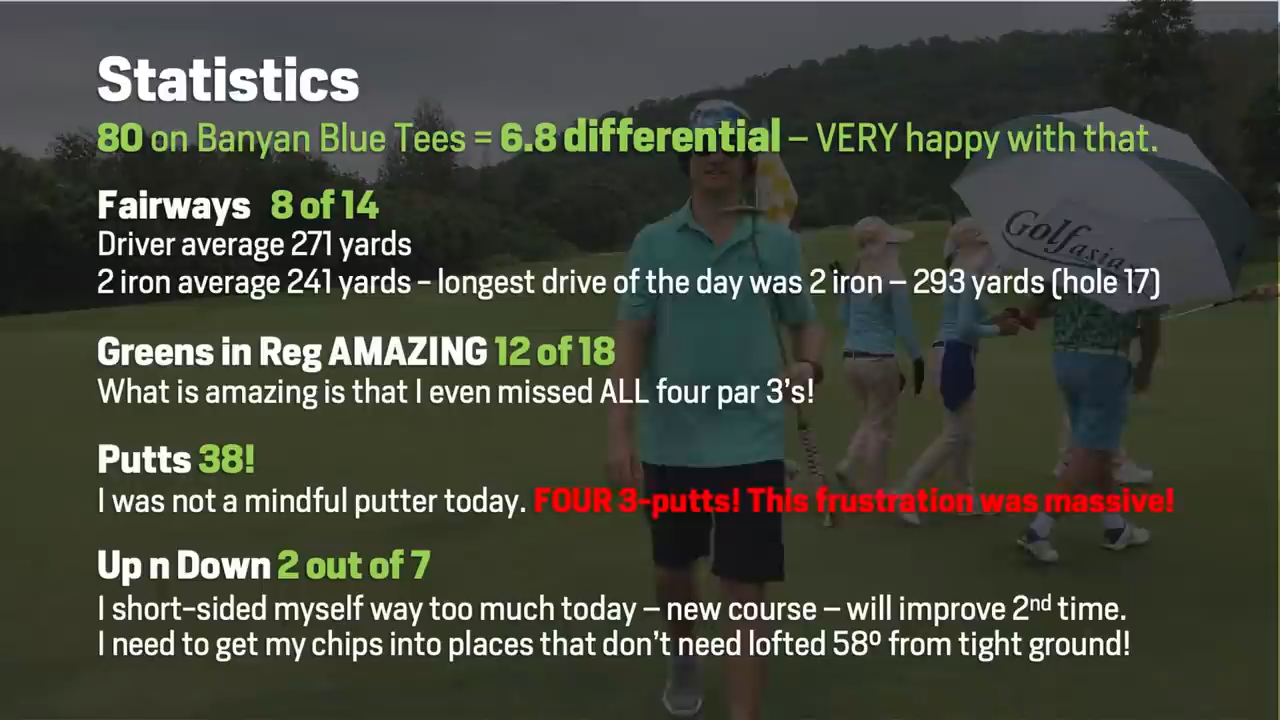 Statistics
80 on Banyan Blue Tees = 6.8 differential – VERY happy with that.
Fairways 8 of 14
Driver average 271 yards
2 iron average 241 yards – longest drive of the day was 2 iron – 293 yards (hole 17)
Greens in Reg AMAZING 12 of 18
What is amazing is that I even missed ALL four par 3's!
Putts 38!
I was not a mindful putter today. FOUR 3-putts! This frustration was massive!
Up n Down 2 out of 7
I short-sided myself way too much today – new course – will improve 2nd time.
I need to get my chips into places that don't need lofted 58º from tight ground!
Golfasia